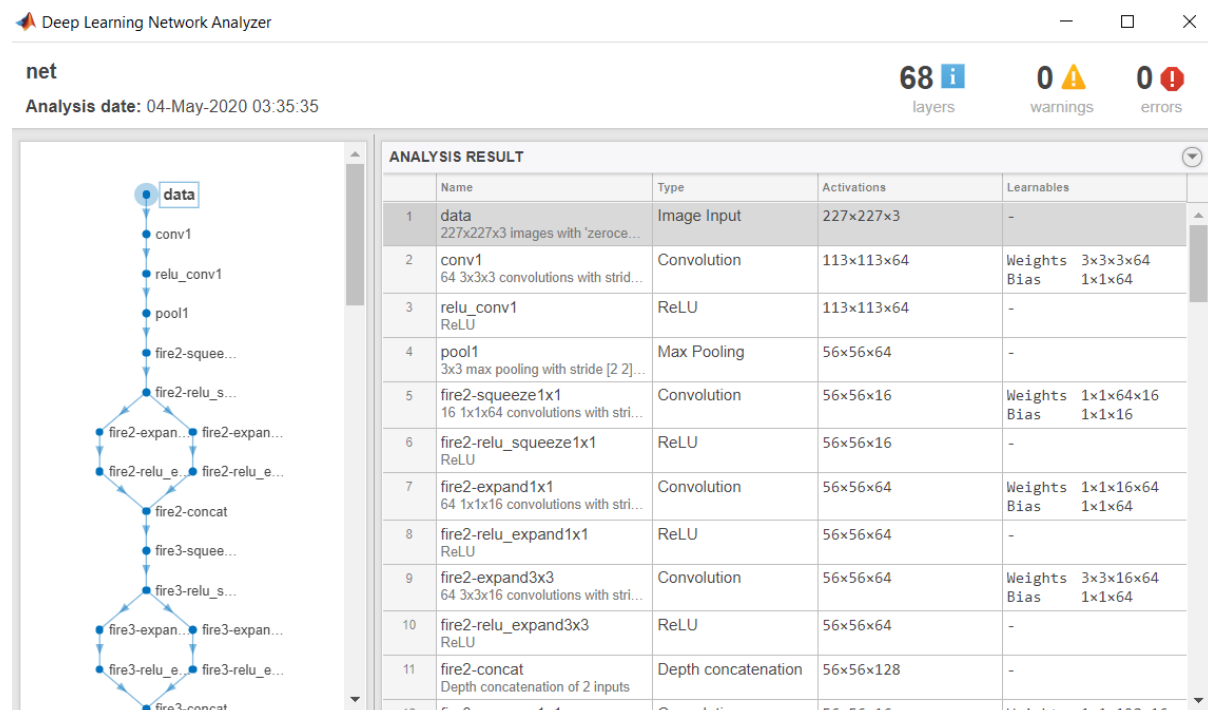 Deep Learning Network Analyzer
net
Analysis date: 04-May-2020 03:35:35
68
layers
0
warnings
0
errors
data
conv1
relu_conv1
pool1
fire2-squee...
fire2-relu_s...
fire2-expan... fire2-expan...
fire2-relu_e... fire2-relu_e...
fire2-concat
fire3-squee...
fire3-relu_s...
fire3-expan... fire3-expan...
fire3-relu_e... fire3-relu_e...
fire3-concat
ANALYSIS RESULT
Name Type Activations Learnables
1 data Image Input 227×227×3 -
227x227x3 images with 'zeroce...
2 conv1 Convolution 113×113×64 Weights 3×3×3×64
64 3x3x3 convolutions with strid... Bias 1×1×64
3 relu_conv1 ReLU 113×113×64 -
ReLU
4 pool1 Max Pooling 56×56×64 -
3x3 max pooling with stride [2 2]...
5 fire2-squeeze1x1 Convolution 56×56×16 Weights 1×1×64×16
16 1x1x64 convolutions with stri... Bias 1×1×16
6 fire2-relu_squeeze1x1 ReLU 56×56×16 -
ReLU
7 fire2-expand1x1 Convolution 56×56×64 Weights 1×1×16×64
64 1x1x16 convolutions with stri... Bias 1×1×64
8 fire2-relu_expand1x1 ReLU 56×56×64 -
ReLU
9 fire2-expand3x3 Convolution 56×56×64 Weights 3×3×16×64
64 3x3x16 convolutions with stri... Bias 1×1×64
10 fire2-relu_expand3x3 ReLU 56×56×64 -
ReLU
11 fire2-concat Depth concatenation 56×56×128 -
Depth concatenation of 2 inputs